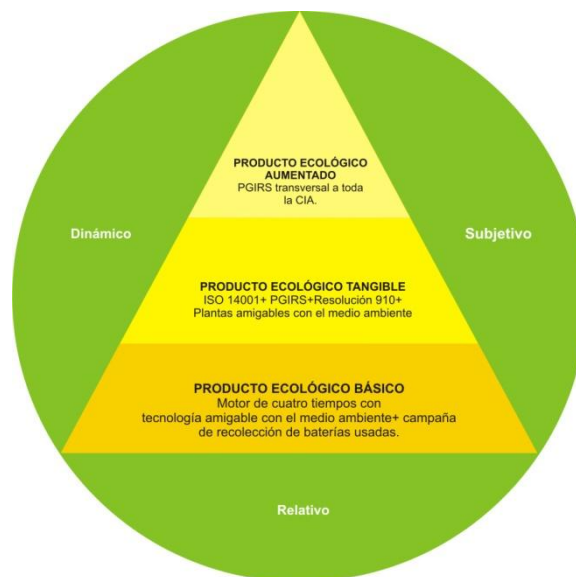 PRODUCTO ECOLÓGICO
AUMENTADO
PGIRS transversal a toda
la CIA.
Dinámico
Subjetivo
PRODUCTO ECOLÓGICO TANGIBLE
ISO 14001+ PGIRS+Resolución 910+
Plantas amigables con el medio ambiente
PRODUCTO ECOLÓGICO BÁSICO
Motor de cuatro tiempos con
tecnología amigable con el medio ambiente+ campaña
de recolección de baterías usadas.
Relativo